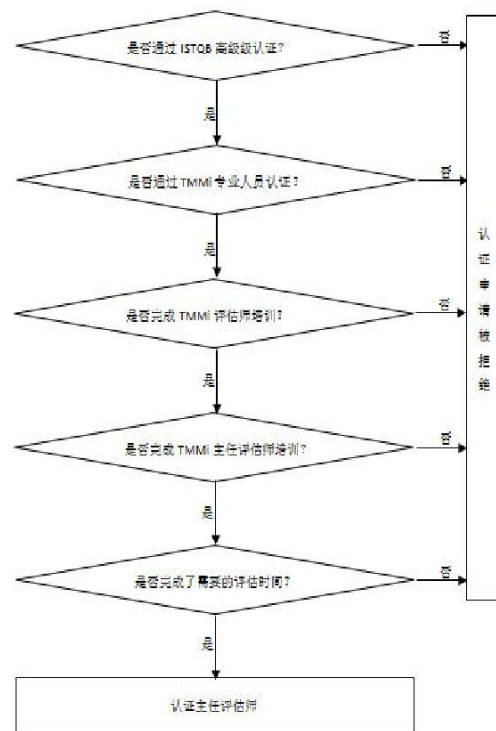 是否通过 ISTQB 高级级认证?
否
是
是否通过 TMMi 专业人员认证?
否
是
是否完成 TMMi 评估师培训?
否
是
是否完成 TMMi 主任评估师培训?
否
是
是否完成了需要的评估时间?
否
是
认证主任评估师
认
证
申
请
被
拒
绝